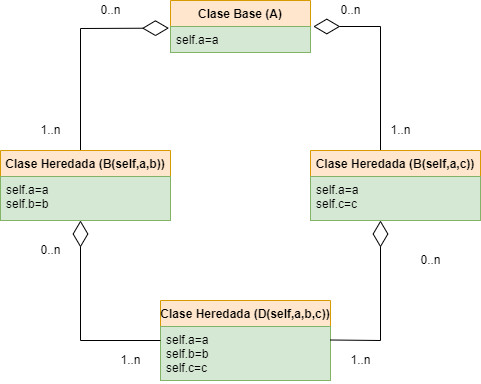 0..n
Clase Base (A)
0..n
self.a=a
1..n
1..n
Clase Heredada (B(self,a,b))
self.a=a
self.b=b
Clase Heredada (B(self,a,c))
self.a=a
self.c=c
0..n
0..n
Clase Heredada (D(self,a,b,c))
self.a=a
self.b=b
self.c=c
1..n
1..n